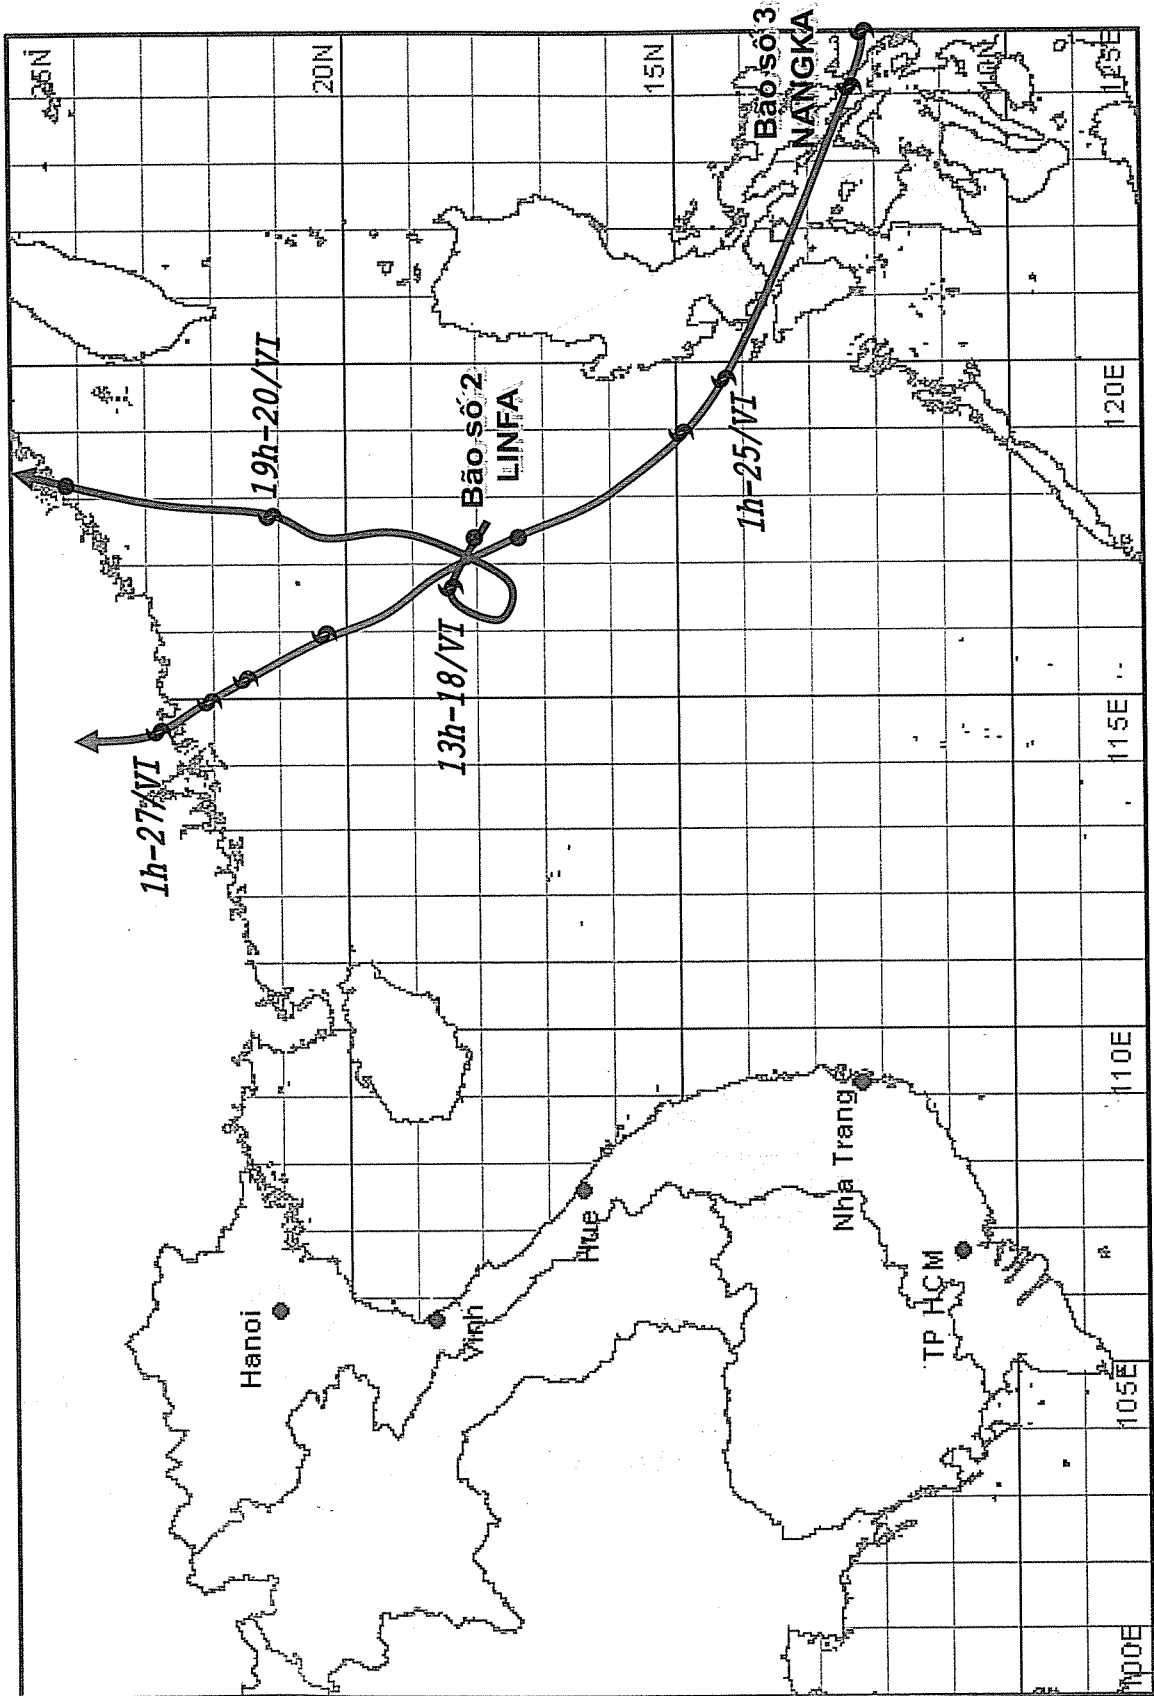 25N
20N
15N
10N
Bão số 3
NANGKA
19h-20/VI
Bão số 2
LINFA
1h-25/VI
13h-18/VI
1h-27/VI
Hanoi
Vinh
Hue
Nha Trang
TP HCM
100E
105E
110E
115E
120E